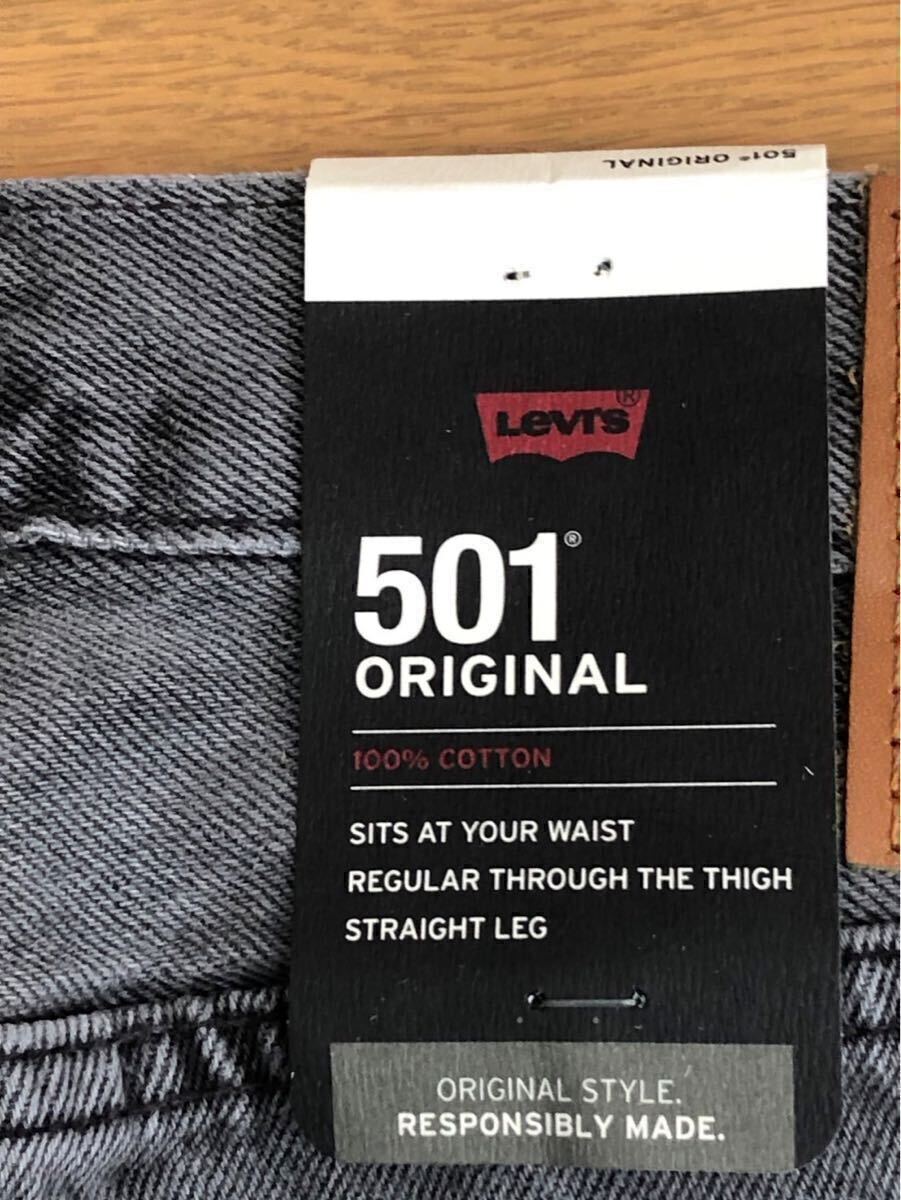 501® ORIGINAL
Levi's®
501®
ORIGINAL
100% COTTON
SITS AT YOUR WAIST
REGULAR THROUGH THE THIGH
STRAIGHT LEG
ORIGINAL STYLE.
RESPONSIBLY MADE.